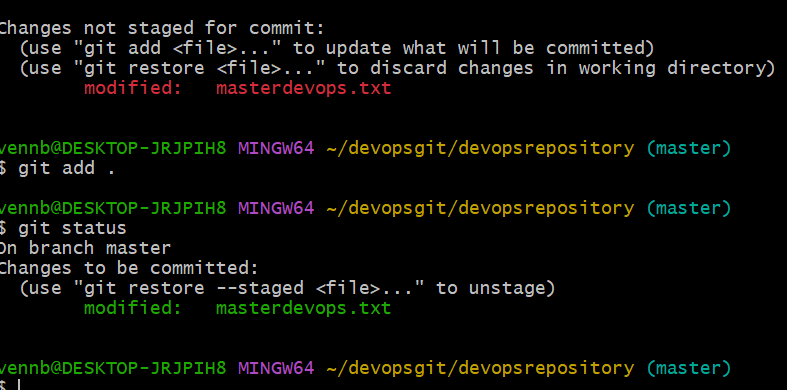 Changes not staged for commit:
  (use "git add <file>..." to update what will be committed)
  (use "git restore <file>..." to discard changes in working directory)
        modified:   masterdevops.txt
vennb@DESKTOP-JRJPIH8 MINGW64 ~/devopsgit/devopsrepository (master)
$ git add .
vennb@DESKTOP-JRJPIH8 MINGW64 ~/devopsgit/devopsrepository (master)
$ git status
On branch master
Changes to be committed:
  (use "git restore --staged <file>..." to unstage)
        modified:   masterdevops.txt
vennb@DESKTOP-JRJPIH8 MINGW64 ~/devopsgit/devopsrepository (master)
$